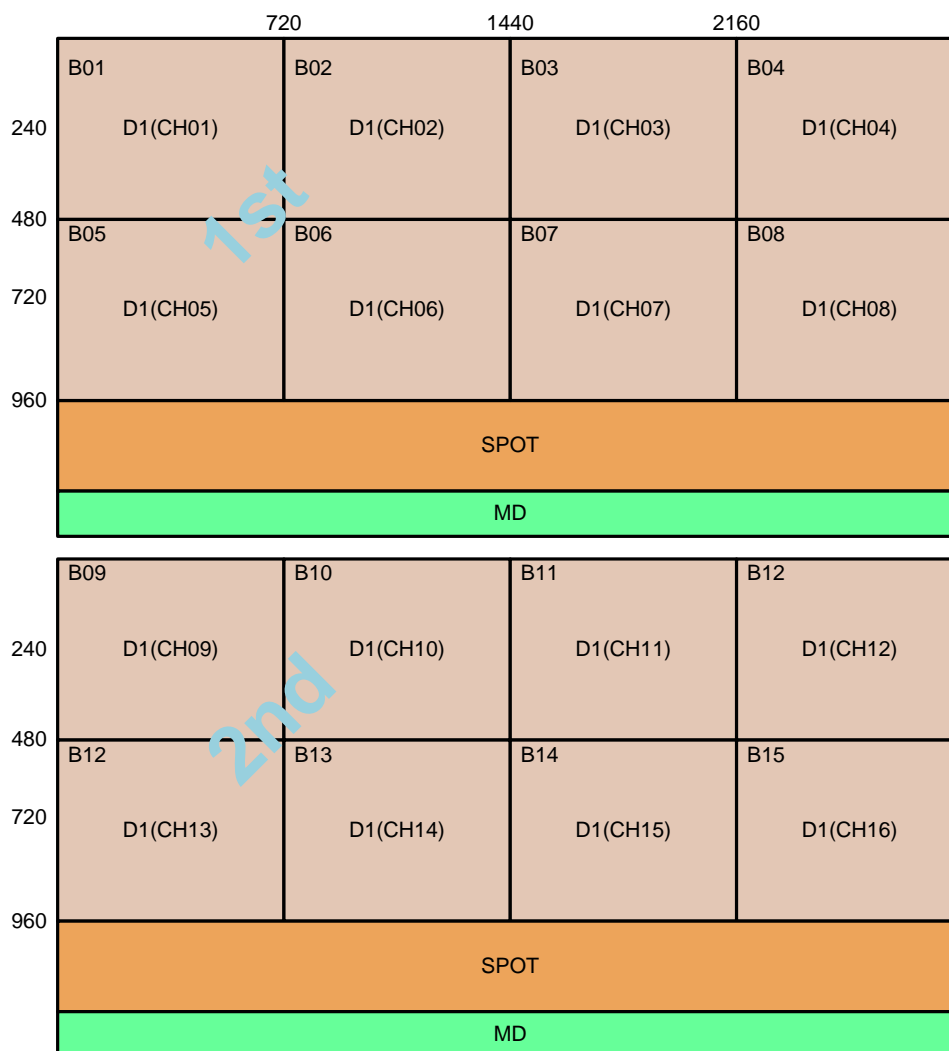 720 1440 2160
B01 B02 B03 B04
240 D1(CH01) D1(CH02) D1(CH03) D1(CH04)
1st
480
B05 B06 B07 B08
720 D1(CH05) D1(CH06) D1(CH07) D1(CH08)
960
SPOT
MD
B09 B10 B11 B12
240 D1(CH09) D1(CH10) D1(CH11) D1(CH12)
2nd
480
B12 B13 B14 B15
720 D1(CH13) D1(CH14) D1(CH15) D1(CH16)
960
SPOT
MD